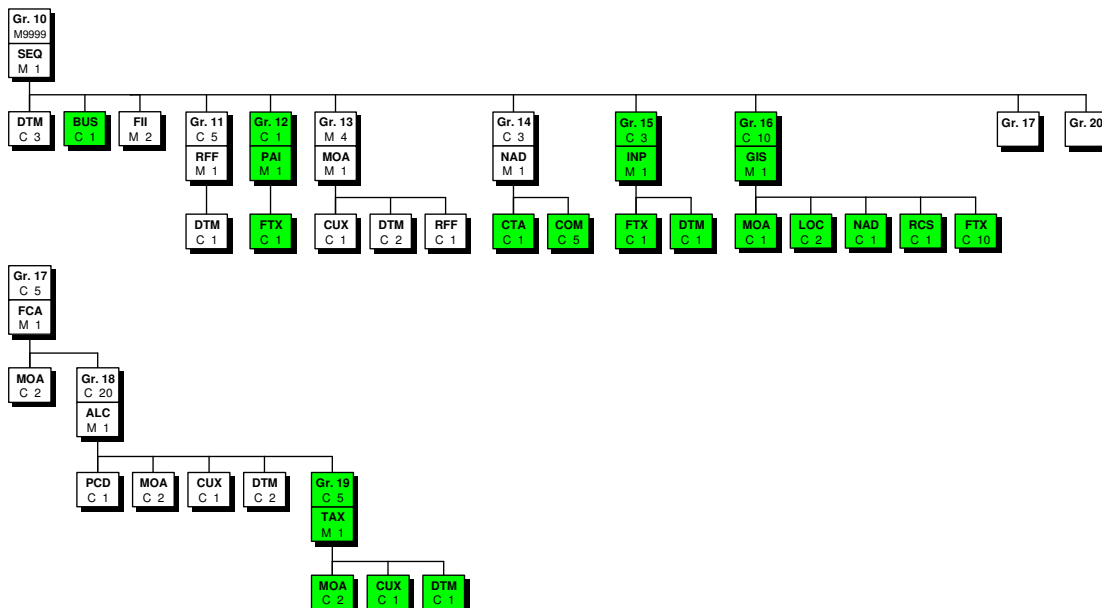 Gr. 10
M9999
SEQ
M 1
DTM
C 3
BUS
C 1
FII
M 2
Gr. 11
C 5
RFF
M 1
Gr. 12
C 1
PAI
M 1
Gr. 13
M 4
MOA
M 1
Gr. 14
C 3
NAD
M 1
Gr. 15
C 3
INP
M 1
Gr. 16
C 10
GIS
M 1
Gr. 17
Gr. 20
DTM
C 1
FTX
C 1
CUX
C 1
DTM
C 2
RFF
C 1
CTA
C 1
COM
C 5
FTX
C 1
DTM
C 1
MOA
C 1
LOC
C 2
NAD
C 1
RCS
C 1
FTX
C 10
Gr. 17
C 5
FCA
M 1
MOA
C 2
Gr. 18
C 20
ALC
M 1
PCD
C 1
MOA
C 2
CUX
C 1
DTM
C 2
Gr. 19
C 5
TAX
M 1
MOA
C 2
CUX
C 1
DTM
C 1